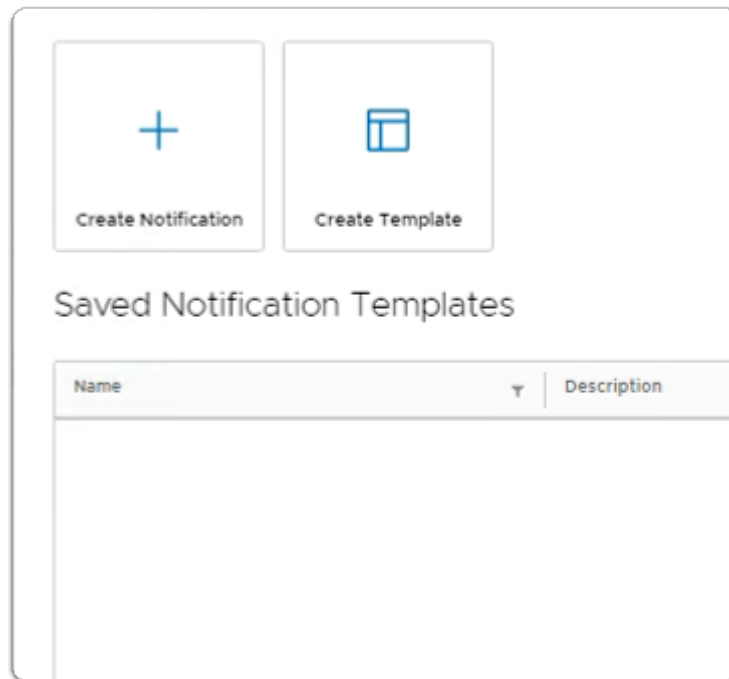 Create Notification
Create Template
Saved Notification Templates
Name
Description